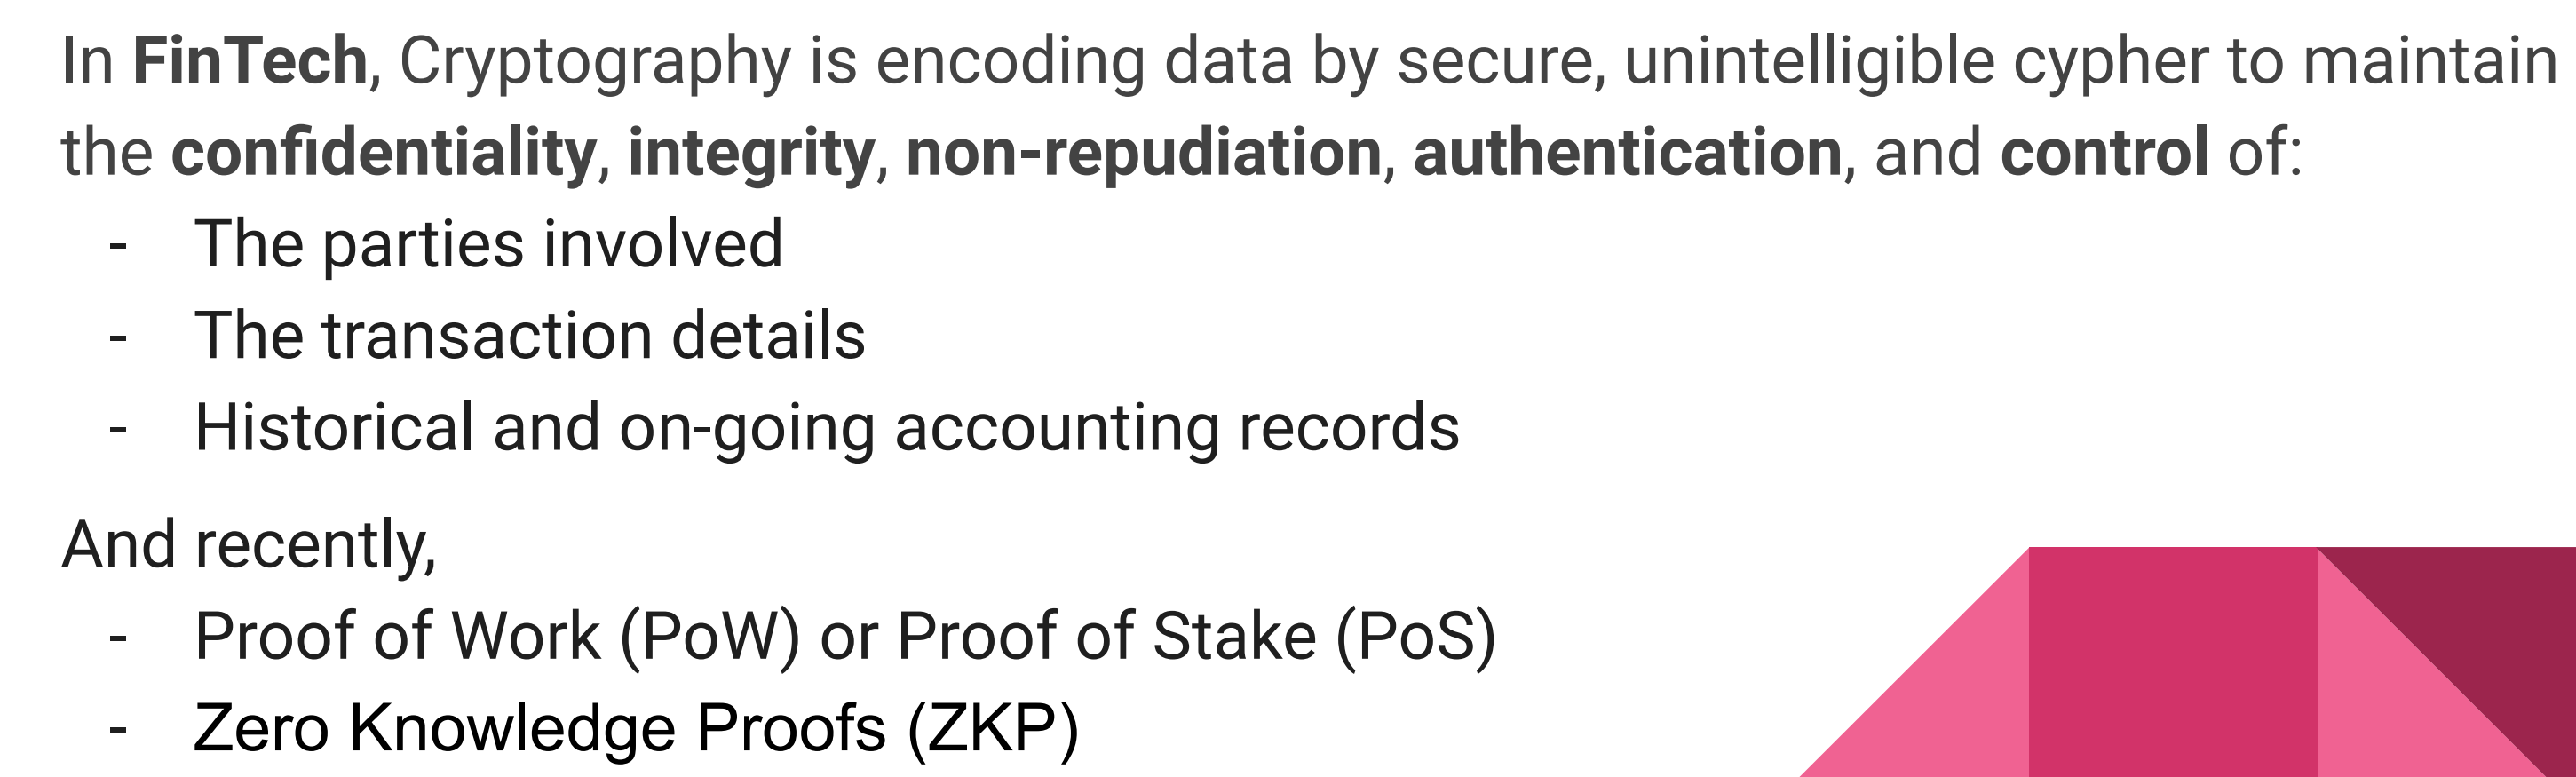 In FinTech, Cryptography is encoding data by secure, unintelligible cypher to maintain
the confidentiality, integrity, non-repudiation, authentication, and control of:
- The parties involved
- The transaction details
- Historical and on-going accounting records
And recently,
- Proof of Work (PoW) or Proof of Stake (PoS)
- Zero Knowledge Proofs (ZKP)